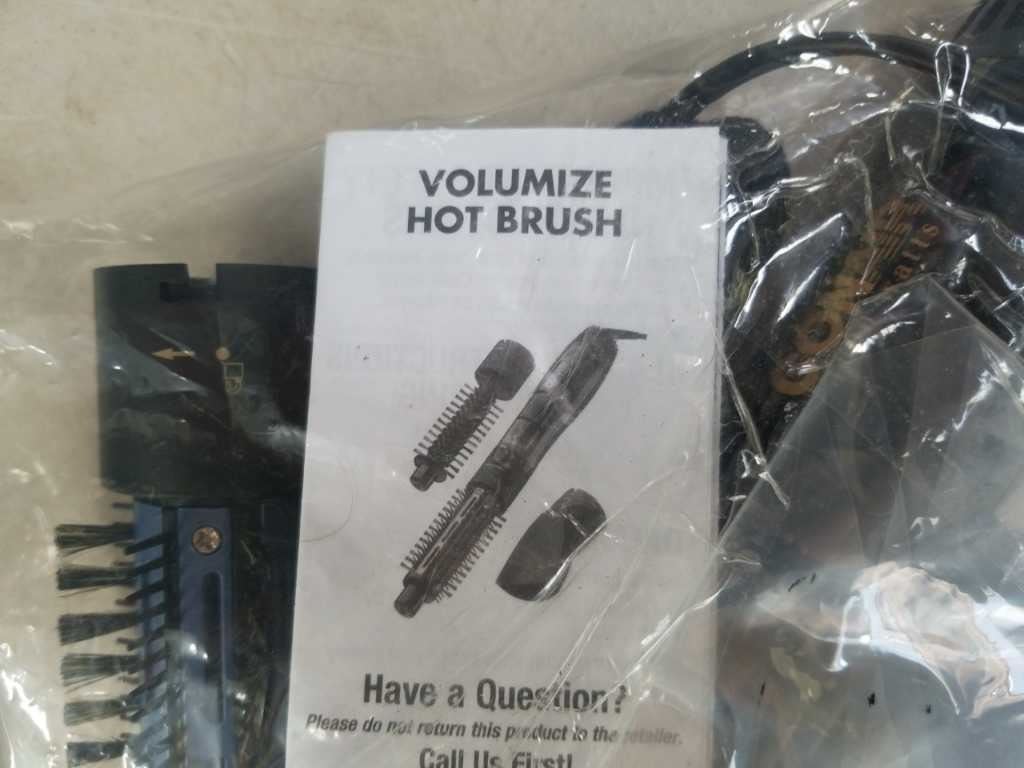 VOLUMIZE
HOT BRUSH
Have a Question?
Please do not return this product to the retailer.
Call Us First!